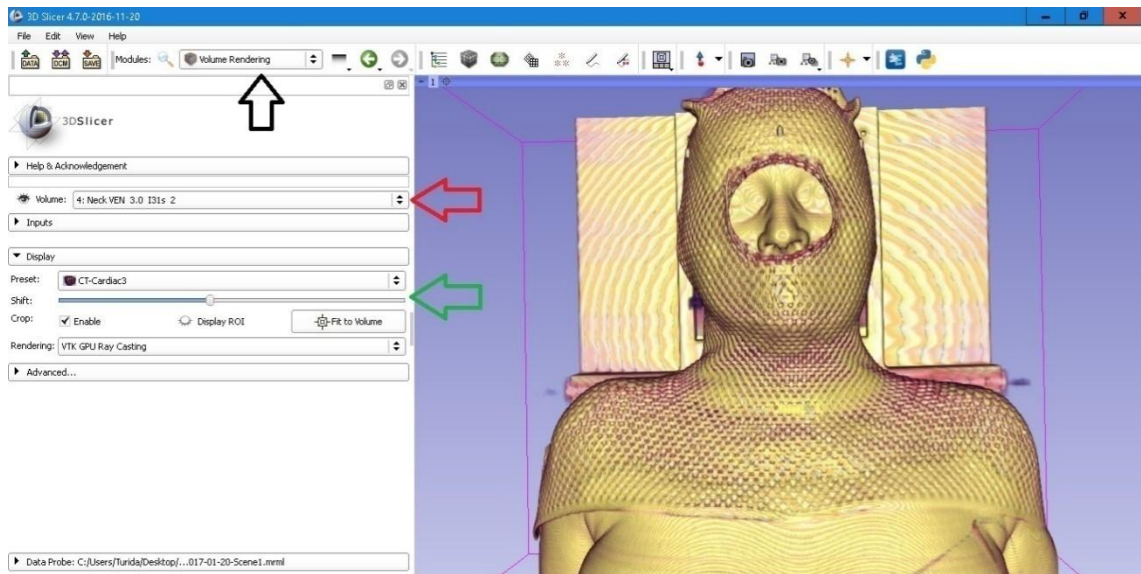 3D Slicer 4.7.0-2016-11-20
File Edit View Help
DATA DCM SAVE Modules: Volume Rendering
1
3DSlicer
Help & Acknowledgement
Volume: 4: Neck VEN 3.0 I31s 2
Inputs
Display
Preset: CT-Cardiac3
Shift:
Crop: Enable Display ROI Fit to Volume
Rendering: VTK GPU Ray Casting
Advanced...
Data Probe: C:/Users/Turida/Desktop/...017-01-20-Scene1.mrml